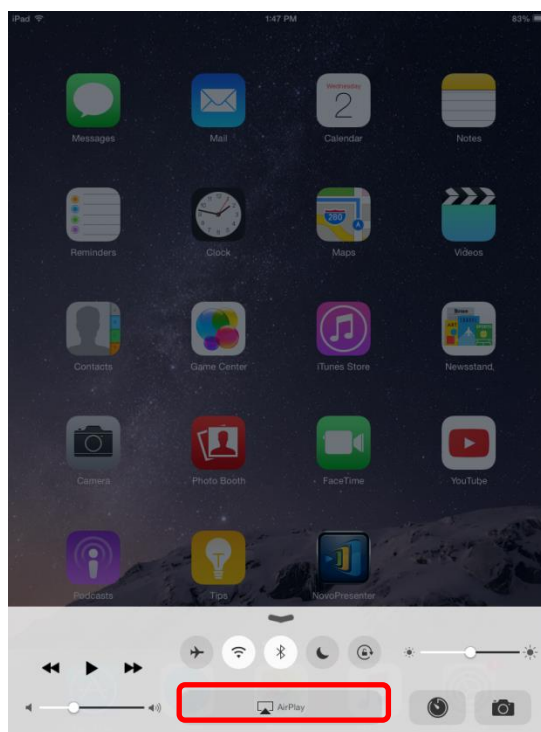 iPad 1:47 PM 83%
Wednesday
2
Messages Mail Calendar Notes
280
Reminders Clock Maps Videos
Contacts Game Center iTunes Store Newsstand
Camera Photo Booth FaceTime YouTube
Podcasts Tips NovoPresenter
AirPlay